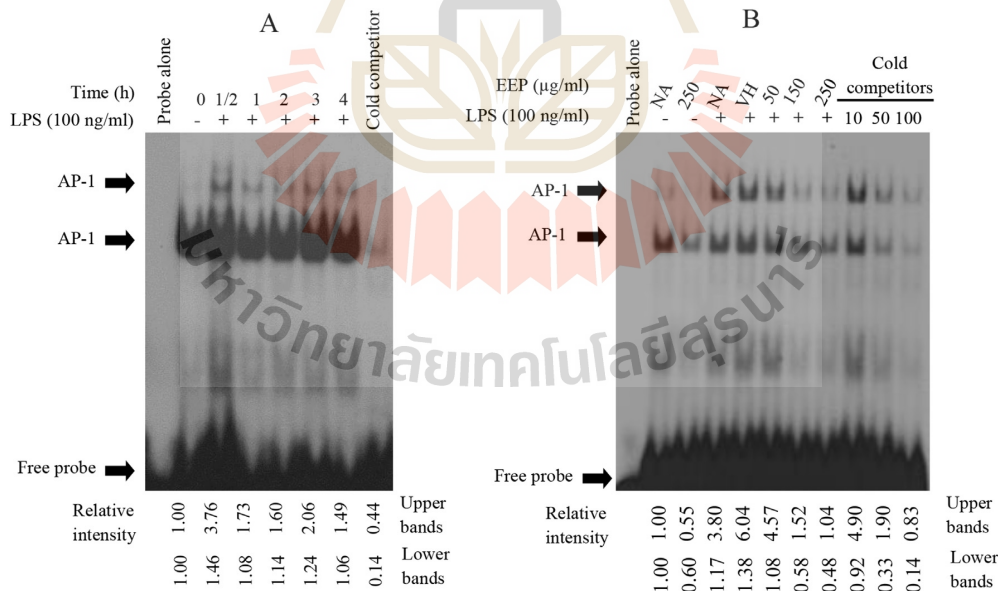 A
Probe alone
Cold competitor
Time (h) 0 1/2 1 2 3 4
LPS (100 ng/ml) - + + + + +
AP-1
AP-1
Free probe
Relative intensity
1.00 3.76 1.73 1.60 2.06 1.49 0.44 Upper bands
1.00 1.46 1.08 1.14 1.24 1.06 0.14 Lower bands
B
Probe alone
Cold competitors
EEP (µg/ml) NA 250 NA VH 50 150 250
LPS (100 ng/ml) - - + + + + + 10 50 100
AP-1
AP-1
Free probe
Relative intensity
1.00 0.55 3.80 6.04 4.57 1.52 1.04 4.90 1.90 0.83 Upper bands
1.00 0.60 1.17 1.38 1.08 0.58 0.48 0.92 0.33 0.14 Lower bands
มหาวิทยาลัยเทคโนโลยีสุรนารี